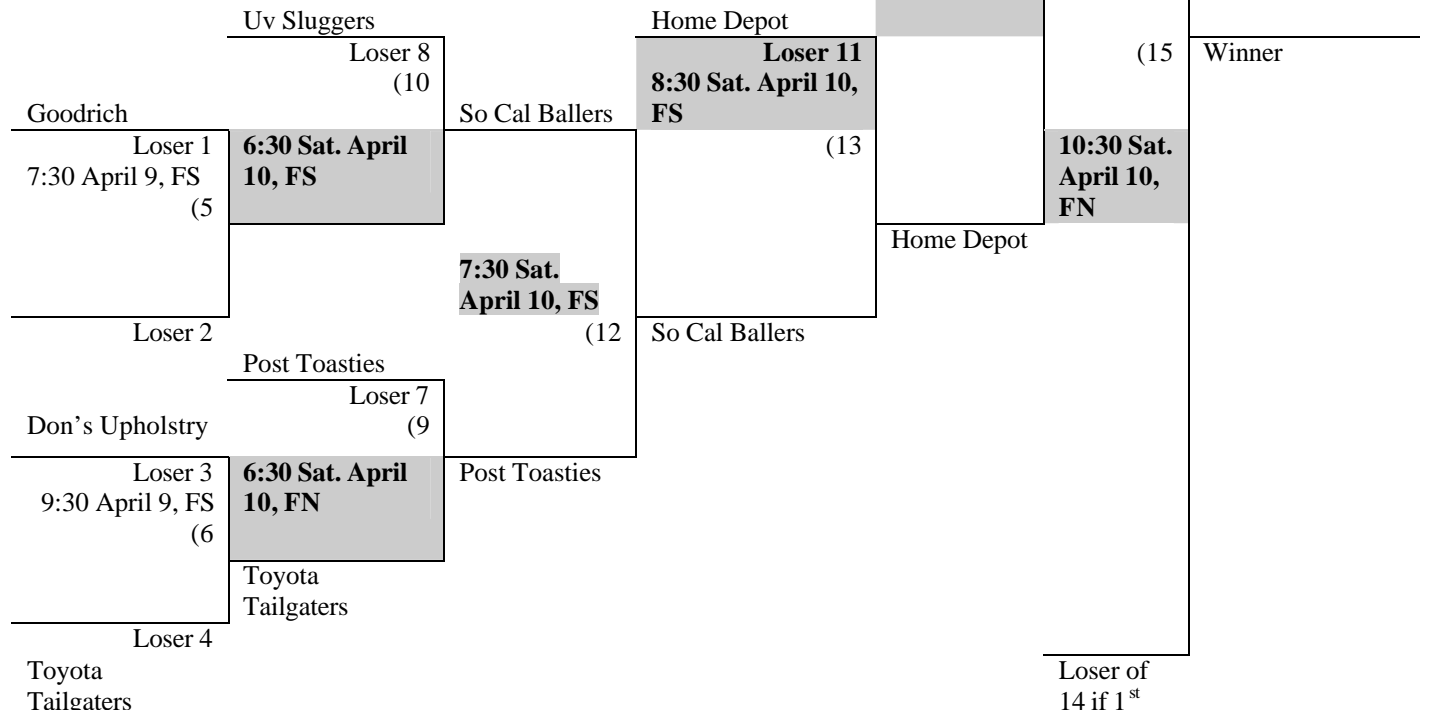 Uv Sluggers
Home Depot
Loser 8
(10
Loser 11
8:30 Sat. April 10,
FS
(15
Winner
Goodrich
So Cal Ballers
Loser 1
7:30 April 9, FS
(5
6:30 Sat. April
10, FS
(13
10:30 Sat.
April 10,
FN
Home Depot
7:30 Sat.
April 10, FS
(12
Loser 2
So Cal Ballers
Post Toasties
Loser 7
(9
Don's Upholstry
Loser 3
9:30 April 9, FS
(6
6:30 Sat. April
10, FN
Post Toasties
Toyota
Tailgaters
Loser 4
Toyota
Tailgaters
Loser of
14 if 1st